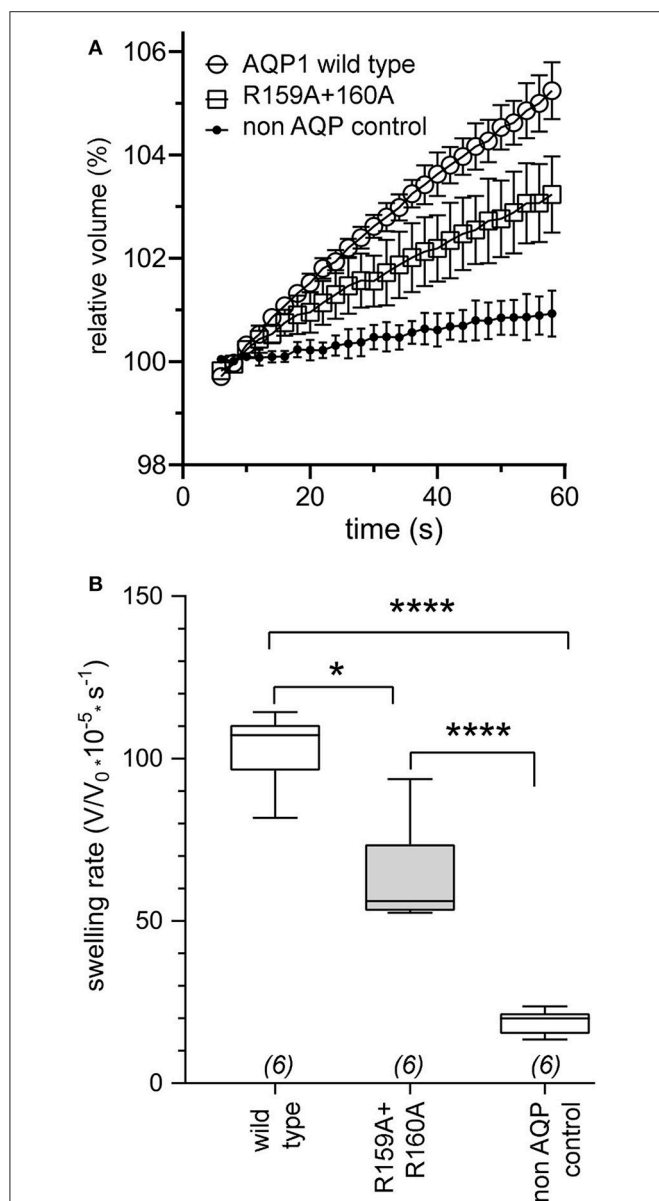 A
106
104
102
100
98
relative volume (%)
AQP1 wild type
R159A+160A
non AQP control
0
20
40
60
time (s)
B
150
100
50
0
swelling rate (V/V₀*10⁻⁵*s⁻¹)
****
*
****
(6)
(6)
(6)
wild
type
R159A+
R160A
non AQP
control